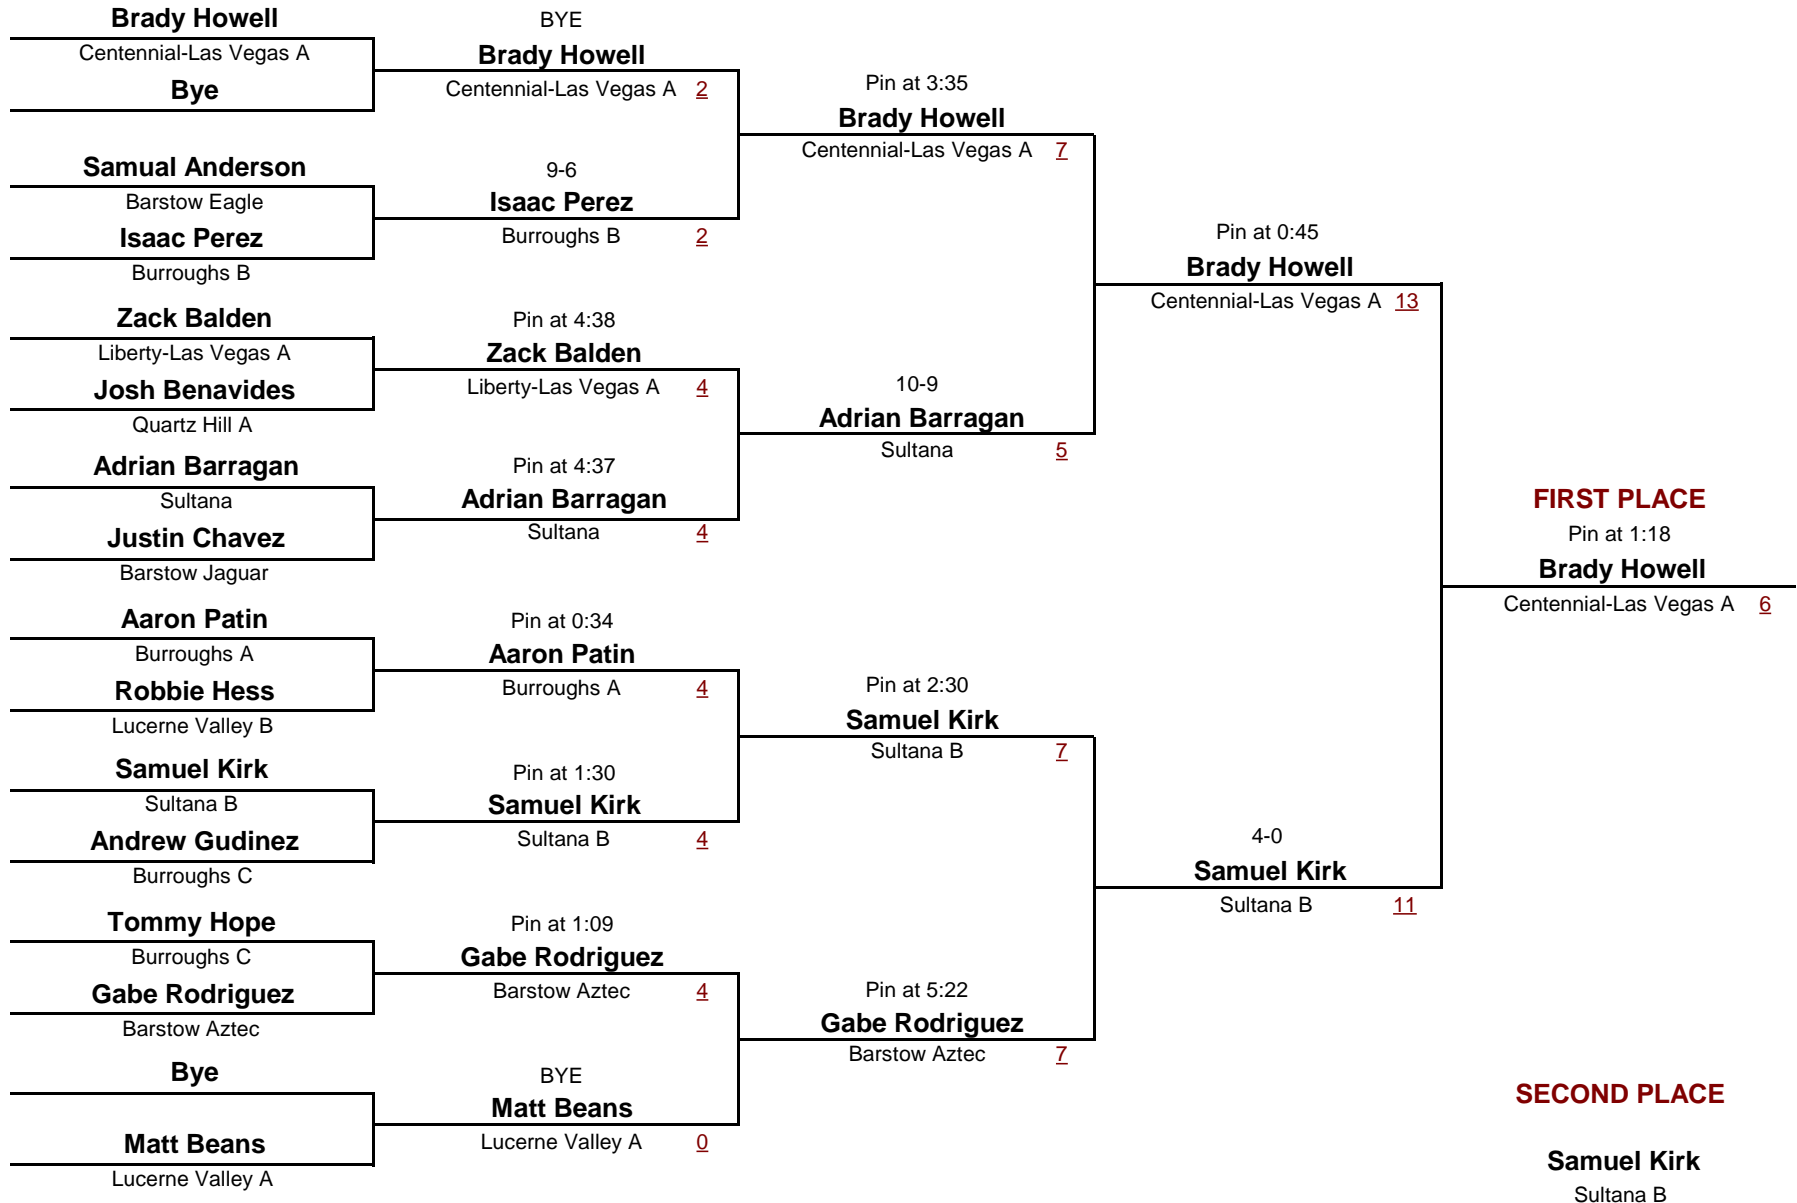 Brady Howell
Centennial-Las Vegas A
Bye
Samual Anderson
Barstow Eagle
Isaac Perez
Burroughs B
Zack Balden
Liberty-Las Vegas A
Josh Benavides
Quartz Hill A
Adrian Barragan
Sultana
Justin Chavez
Barstow Jaguar
Aaron Patin
Burroughs A
Robbie Hess
Lucerne Valley B
Samuel Kirk
Sultana B
Andrew Gudinez
Burroughs C
Tommy Hope
Burroughs C
Gabe Rodriguez
Barstow Aztec
Bye
Matt Beans
Lucerne Valley A
BYE
Brady Howell
Centennial-Las Vegas A 2
9-6
Isaac Perez
Burroughs B 2
Pin at 4:38
Zack Balden
Liberty-Las Vegas A 4
Pin at 4:37
Adrian Barragan
Sultana 4
Pin at 0:34
Aaron Patin
Burroughs A 4
Pin at 1:30
Samuel Kirk
Sultana B 4
Pin at 1:09
Gabe Rodriguez
Barstow Aztec 4
BYE
Matt Beans
Lucerne Valley A 0
Pin at 3:35
Brady Howell
Centennial-Las Vegas A 7
10-9
Adrian Barragan
Sultana 5
Pin at 2:30
Samuel Kirk
Sultana B 7
Pin at 5:22
Gabe Rodriguez
Barstow Aztec 7
Pin at 0:45
Brady Howell
Centennial-Las Vegas A 13
4-0
Samuel Kirk
Sultana B 11
FIRST PLACE
Pin at 1:18
Brady Howell
Centennial-Las Vegas A 6
SECOND PLACE
Samuel Kirk
Sultana B